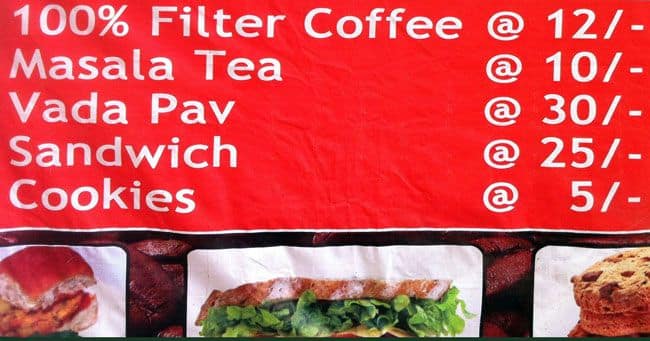 100% Filter Coffee @ 12/-
Masala Tea @ 10/-
Vada Pav @ 30/-
Sandwich @ 25/-
Cookies @ 5/-